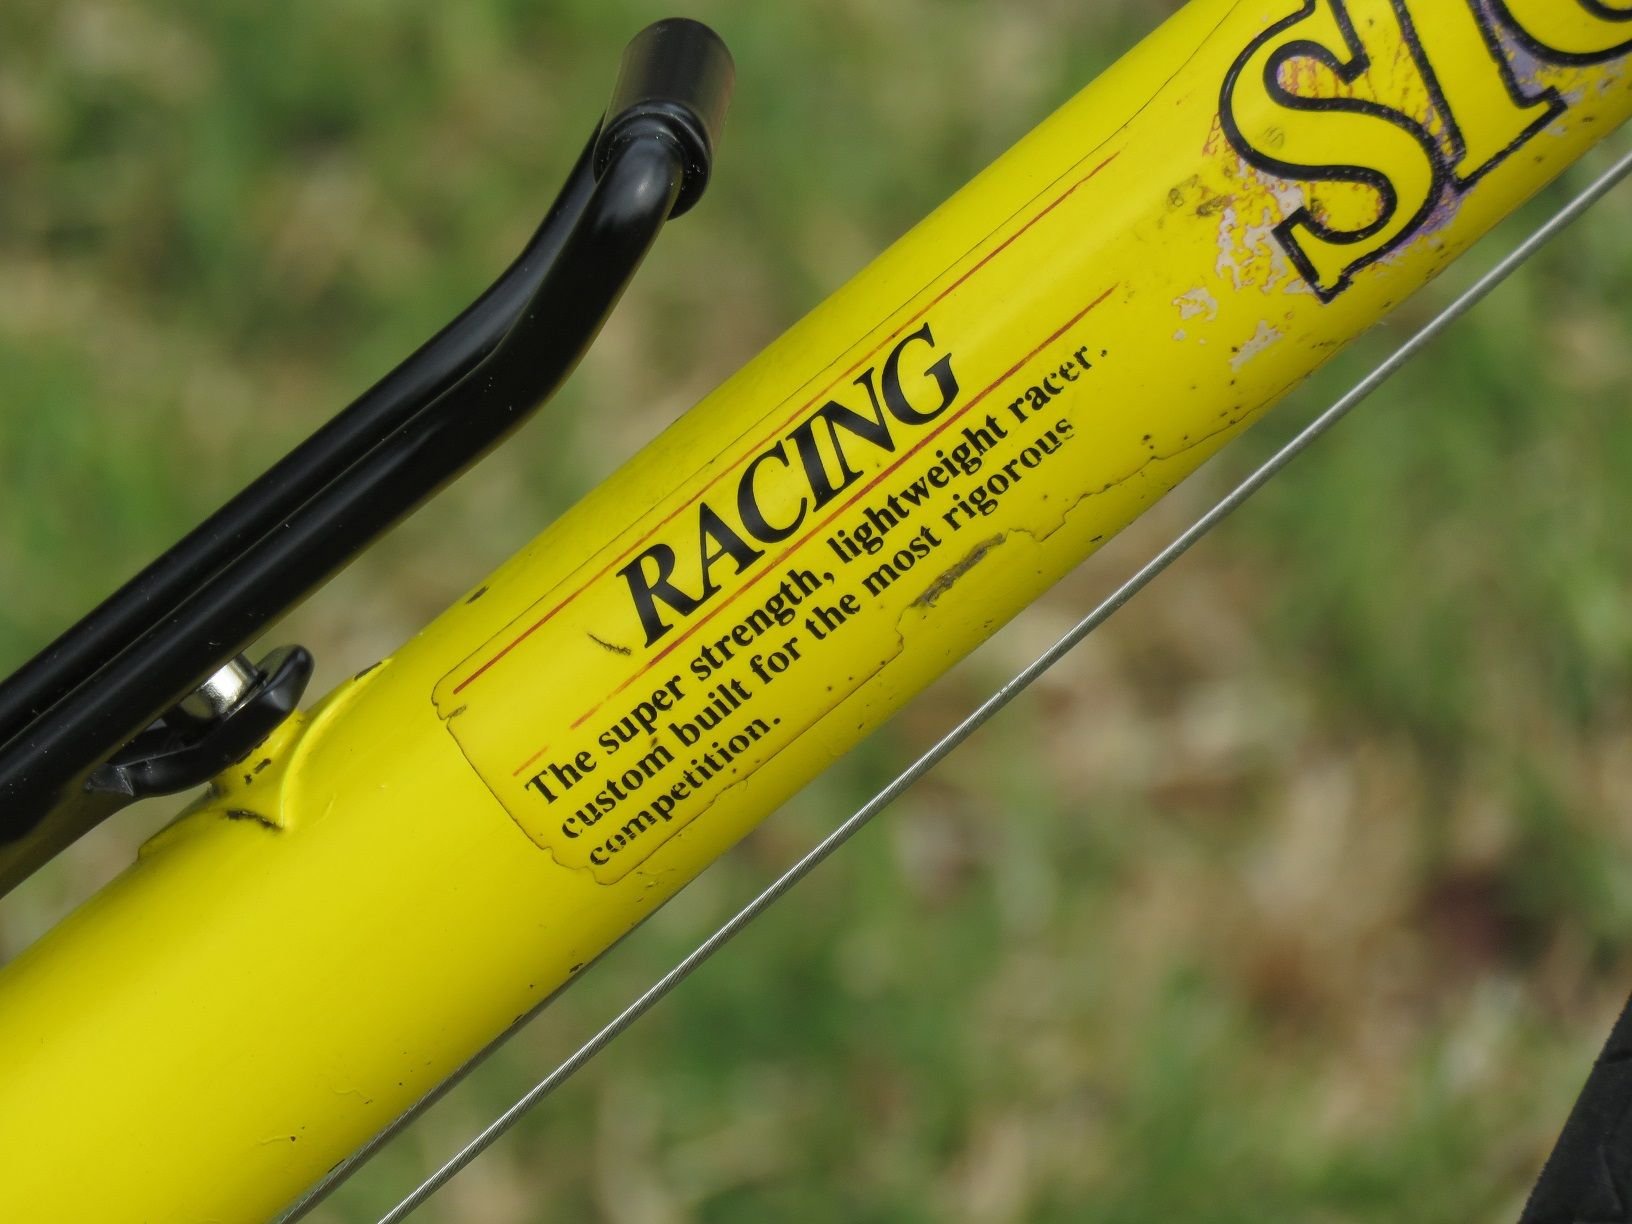 RACING
The super strength, lightweight racer.
custom built for the most rigorous
competition.